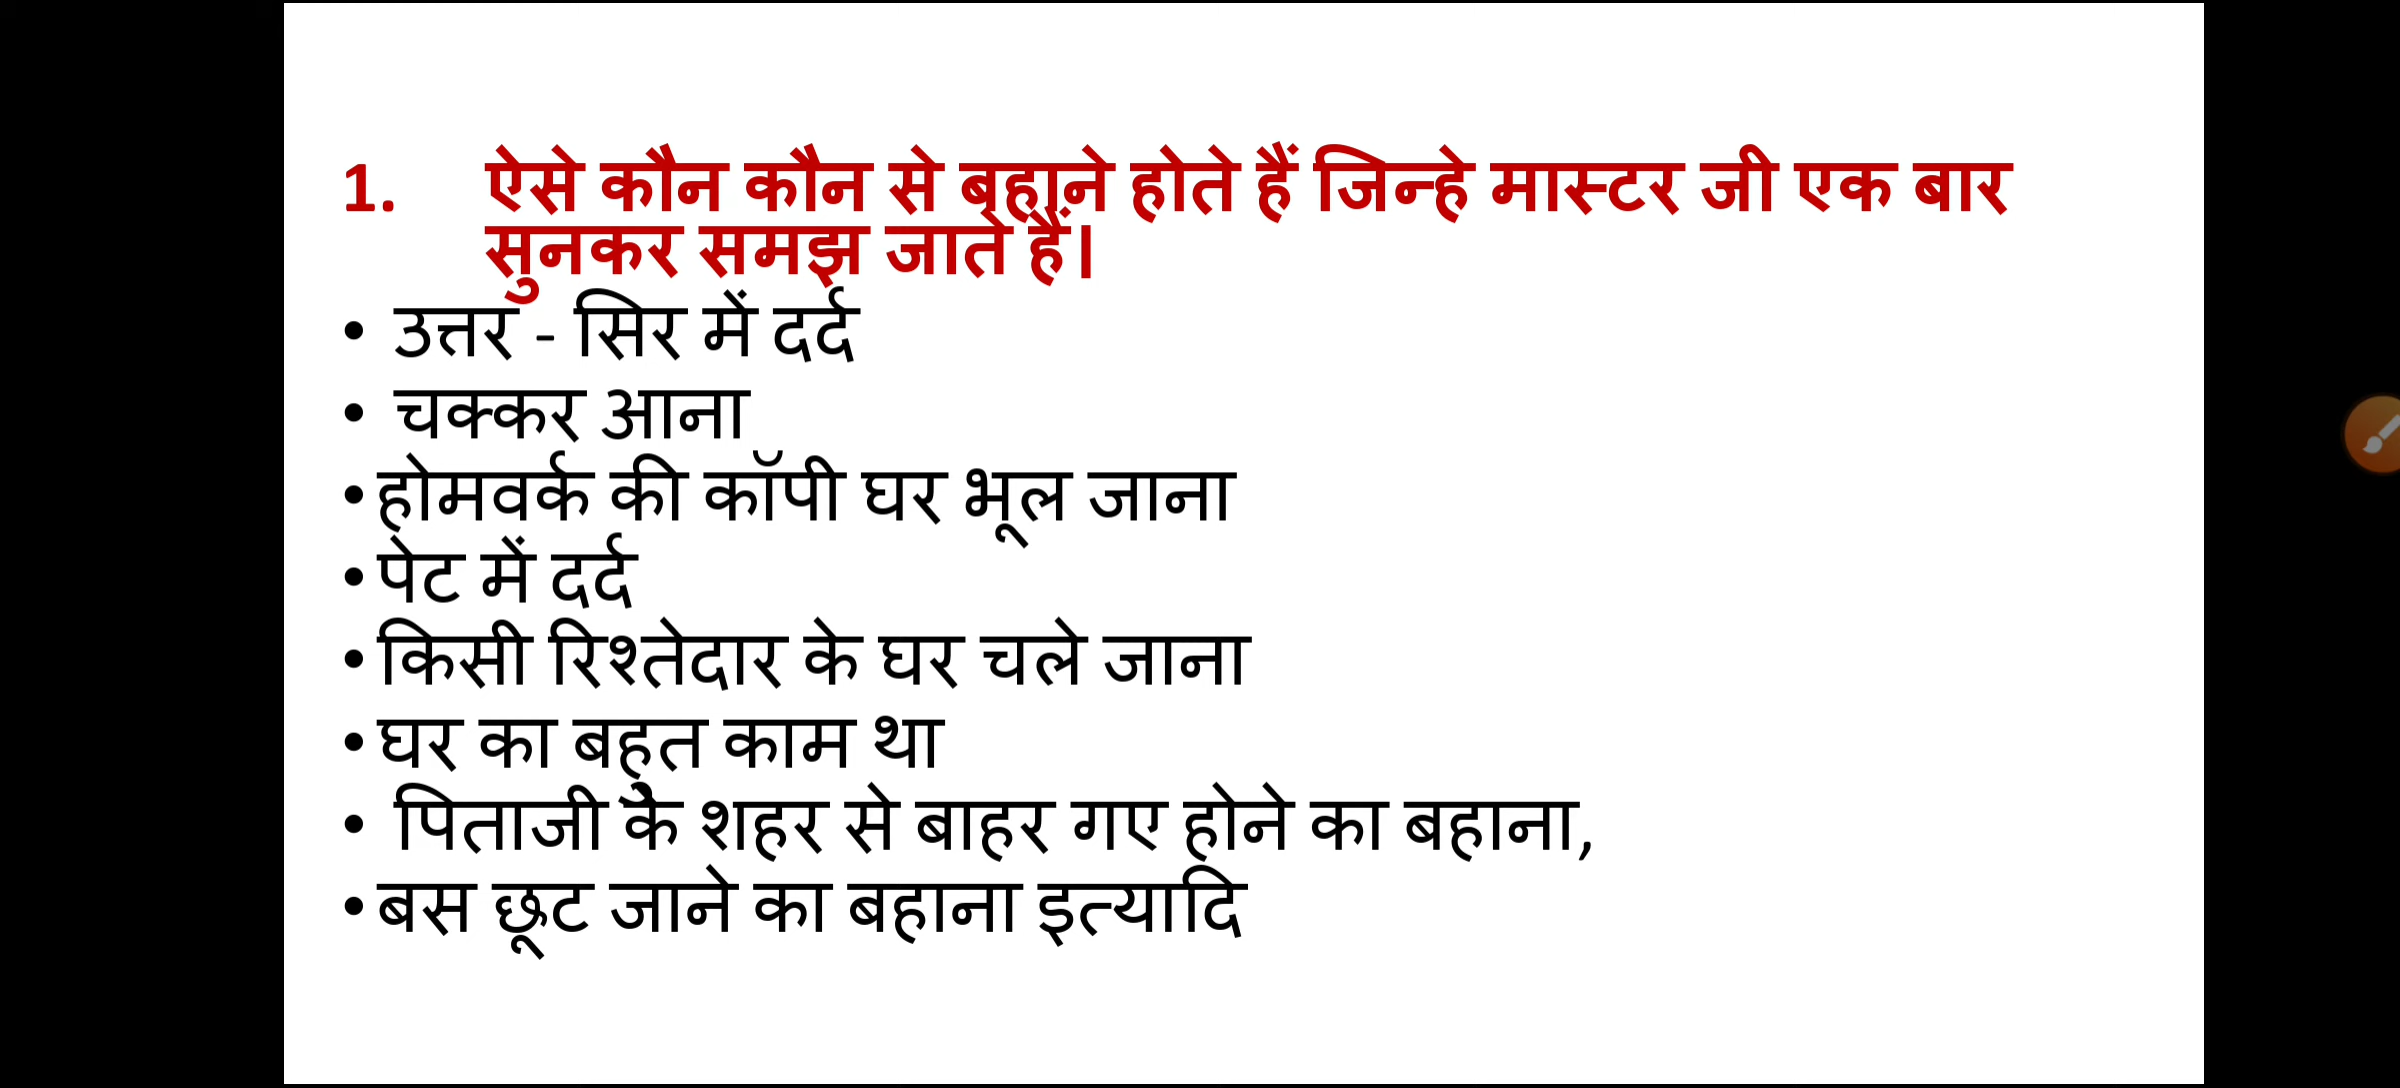 1. ऐसे कौन कौन से बहाने होते हैं जिन्हे मास्टर जी एक बार
सुनकर समझ जाते हैं।
• उत्तर - सिर में दर्द
• चक्कर आना
• होमवर्क की कॉपी घर भूल जाना
• पेट में दर्द
• किसी रिश्तेदार के घर चले जाना
• घर का बहुत काम था
• पिताजी के शहर से बाहर गए होने का बहाना,
• बस छूट जाने का बहाना इत्यादि